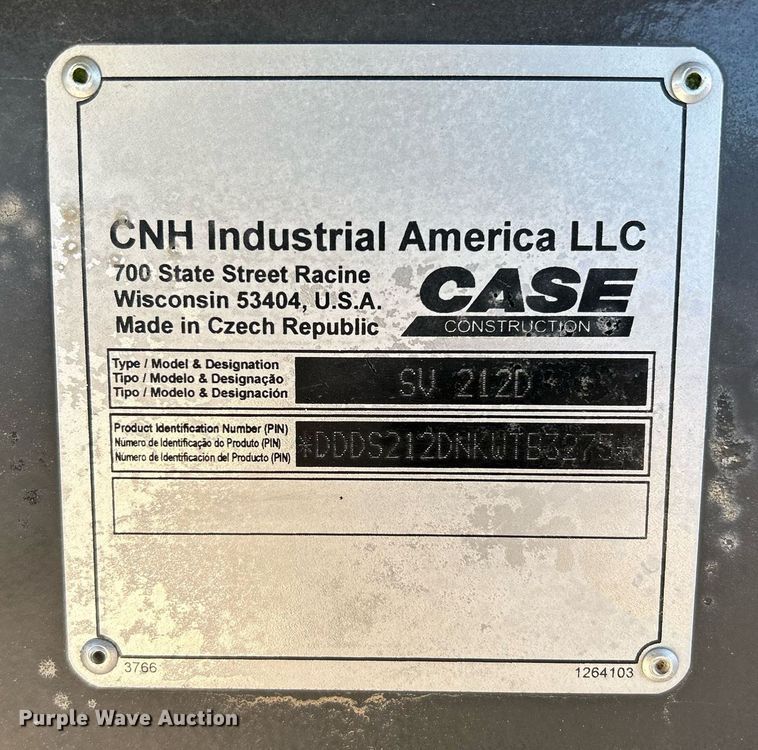 CNH Industrial America LLC
700 State Street Racine
Wisconsin 53404, U.S.A.
Made in Czech Republic
CASE
CONSTRUCTION
Type / Model & Designation
Tipo / Modelo & Designação
Tipo / Modelo & Designación
SV 212D
Product Identification Number (PIN)
Número de Identificação do Produto (PIN)
Número de Identificación del Producto (PIN)
*DDDS212DNKWTB3275*
3766
1264103
Purple Wave Auction